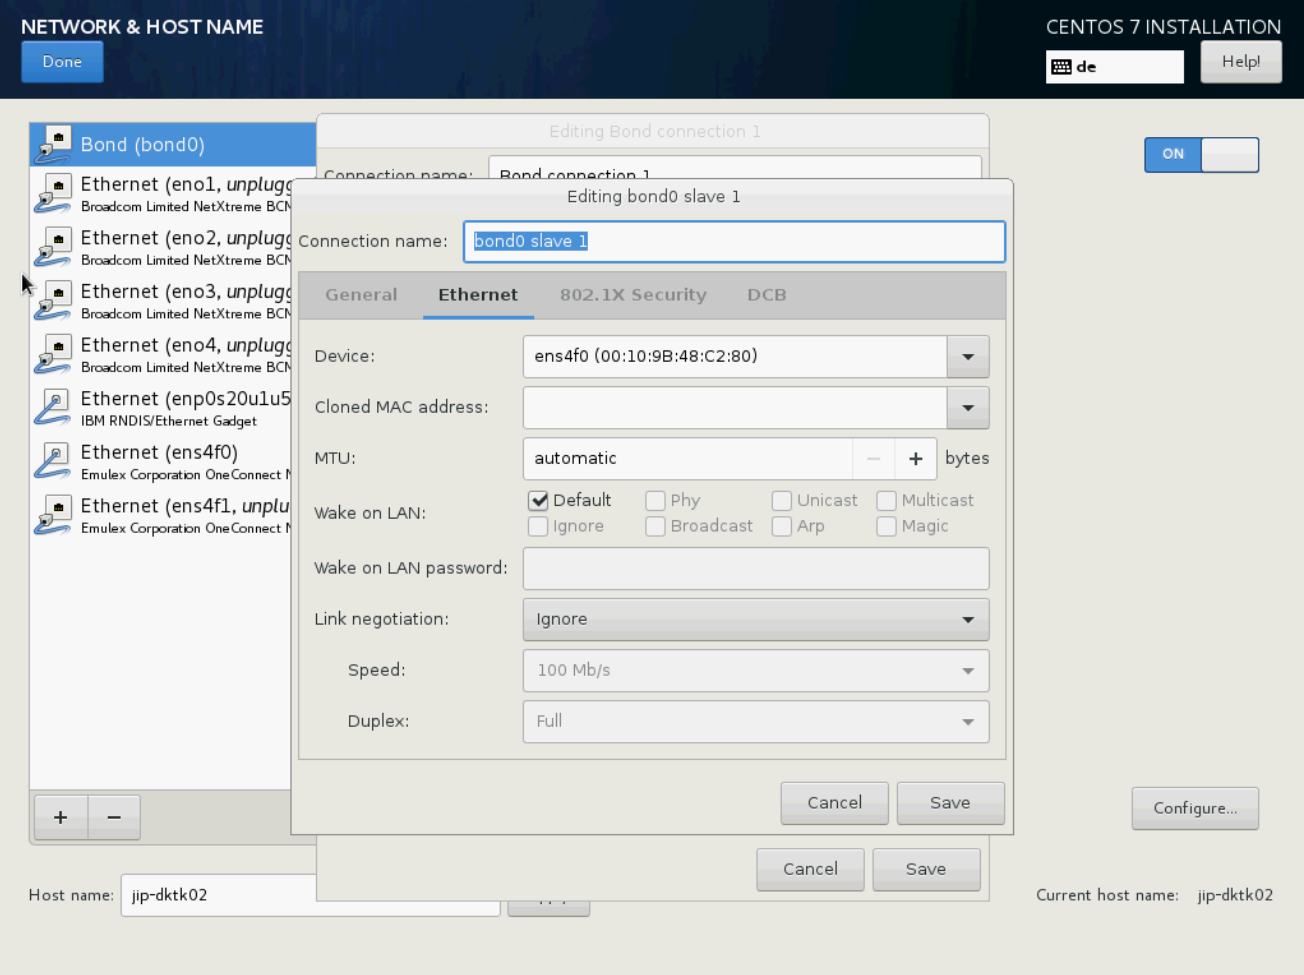 NETWORK & HOST NAME
CENTOS 7 INSTALLATION
Done
de
Help!
Editing Bond connection 1
Bond (bond0)
ON
Connection name: Bond connection 1
Ethernet (eno1, unplugg
Broadcom Limited NetXtreme BCM
Editing bond0 slave 1
Connection name: bond0 slave 1
Ethernet (eno2, unplugg
Broadcom Limited NetXtreme BCM
General Ethernet 802.1X Security DCB
Ethernet (eno3, unplugg
Broadcom Limited NetXtreme BCM
Ethernet (eno4, unplugg
Broadcom Limited NetXtreme BCM
Device: ens4f0 (00:10:9B:48:C2:80)
Cloned MAC address:
Ethernet (enp0s20u1u5
IBM RNDIS/Ethernet Gadget
Ethernet (ens4f0)
Emulex Corporation OneConnect N
MTU: automatic − + bytes
Ethernet (ens4f1, unplu
Emulex Corporation OneConnect N
Wake on LAN:
Default Phy Unicast Multicast
Ignore Broadcast Arp Magic
Wake on LAN password:
Link negotiation: Ignore
Speed: 100 Mb/s
Duplex: Full
Cancel Save
+ −
Configure...
Cancel Save
Host name: jip-dktk02
Current host name: jip-dktk02